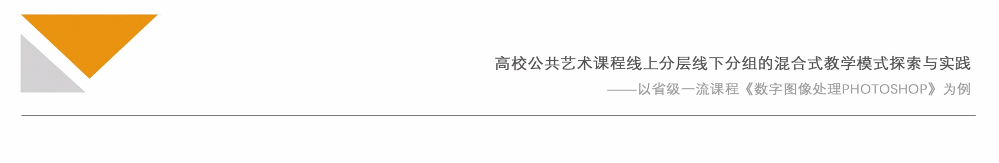 高校公共艺术课程线上分层线下分组的混合式教学模式探索与实践
——以省级一流课程《数字图像处理PHOTOSHOP》为例